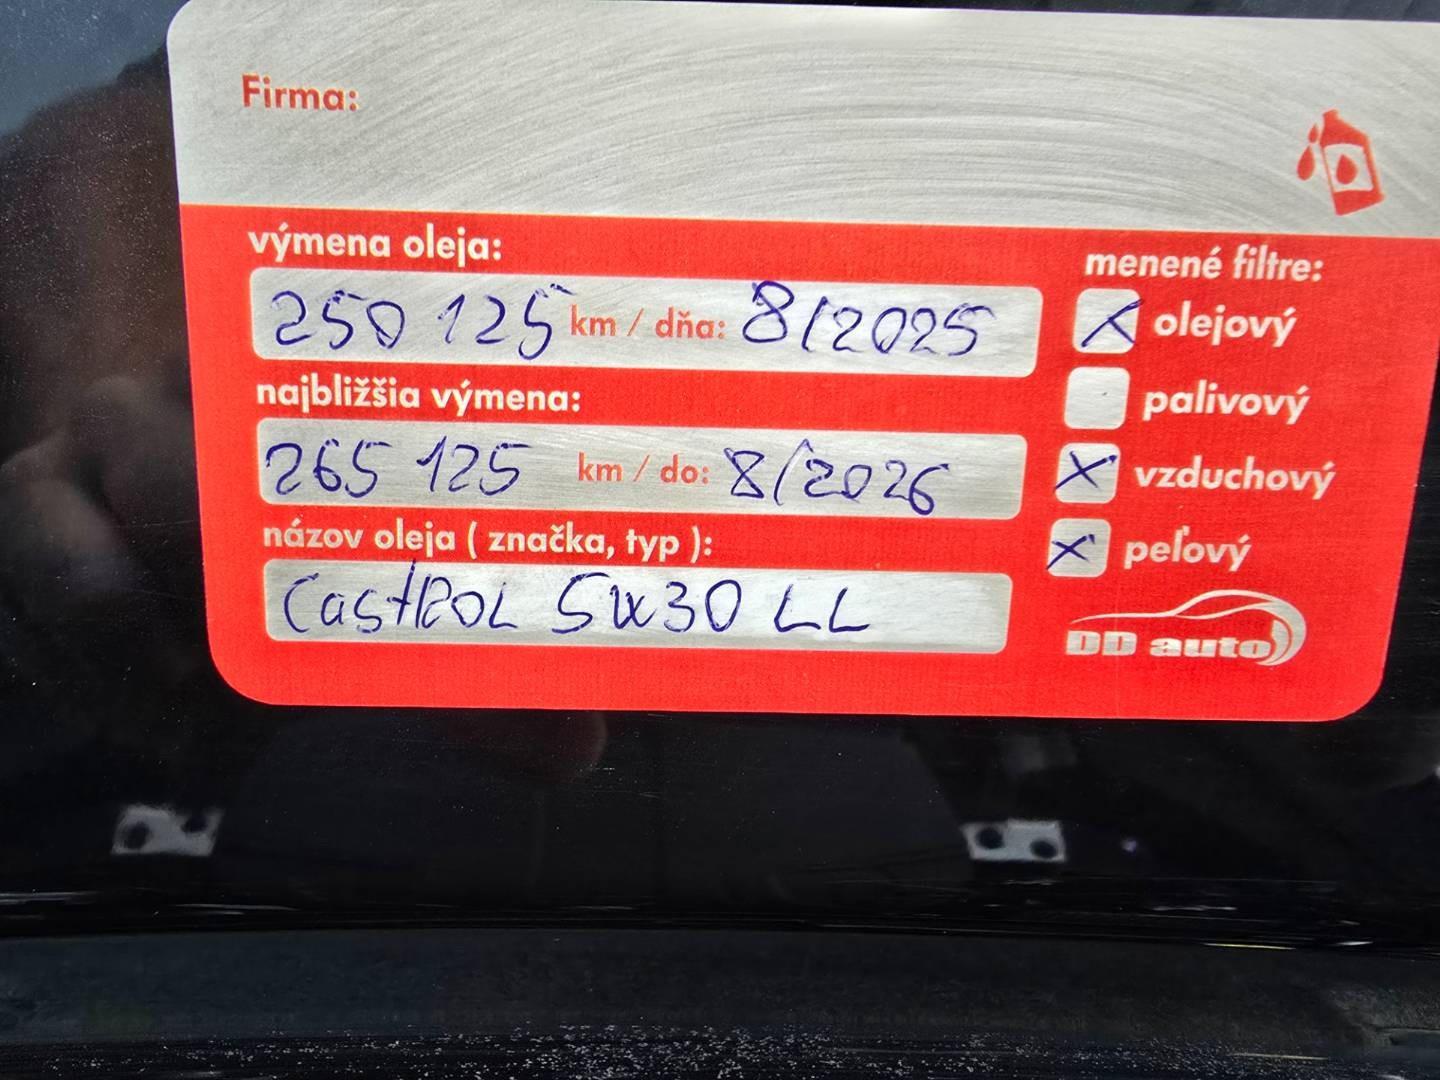 Firma:
výmena oleja:
250 125 km / dňa: 8/2025
najbližšia výmena:
265 125 km / do: 8/2026
názov oleja ( značka, typ ):
CastRoL 5W30 LL
menené filtre:
X olejový
palivový
X vzduchový
X peľový
DD auto